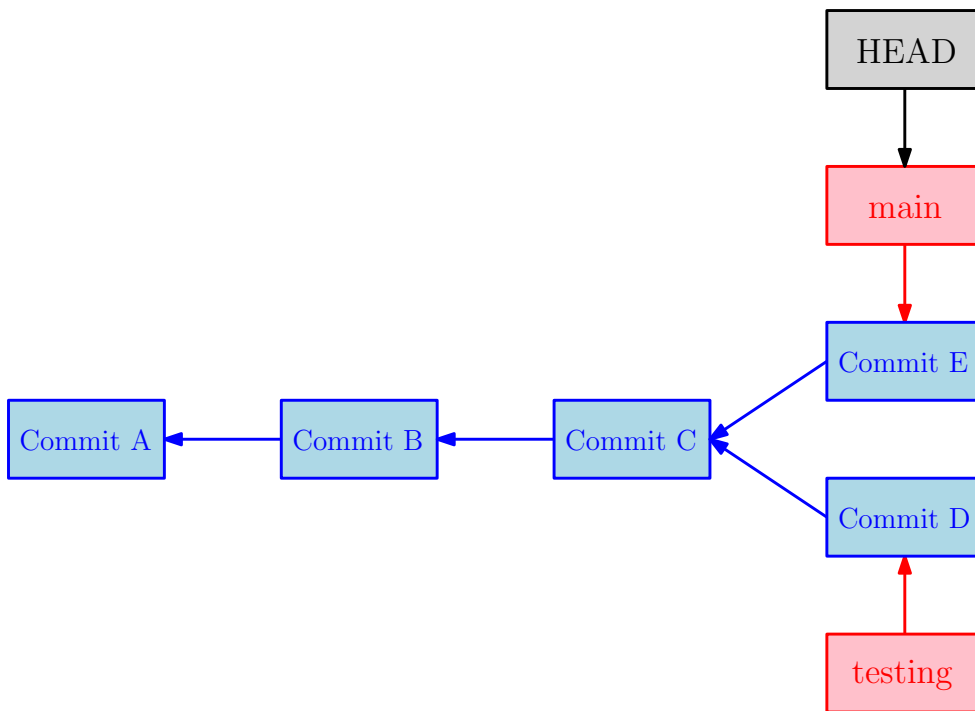 HEAD
main
Commit E
Commit A
Commit B
Commit C
Commit D
testing